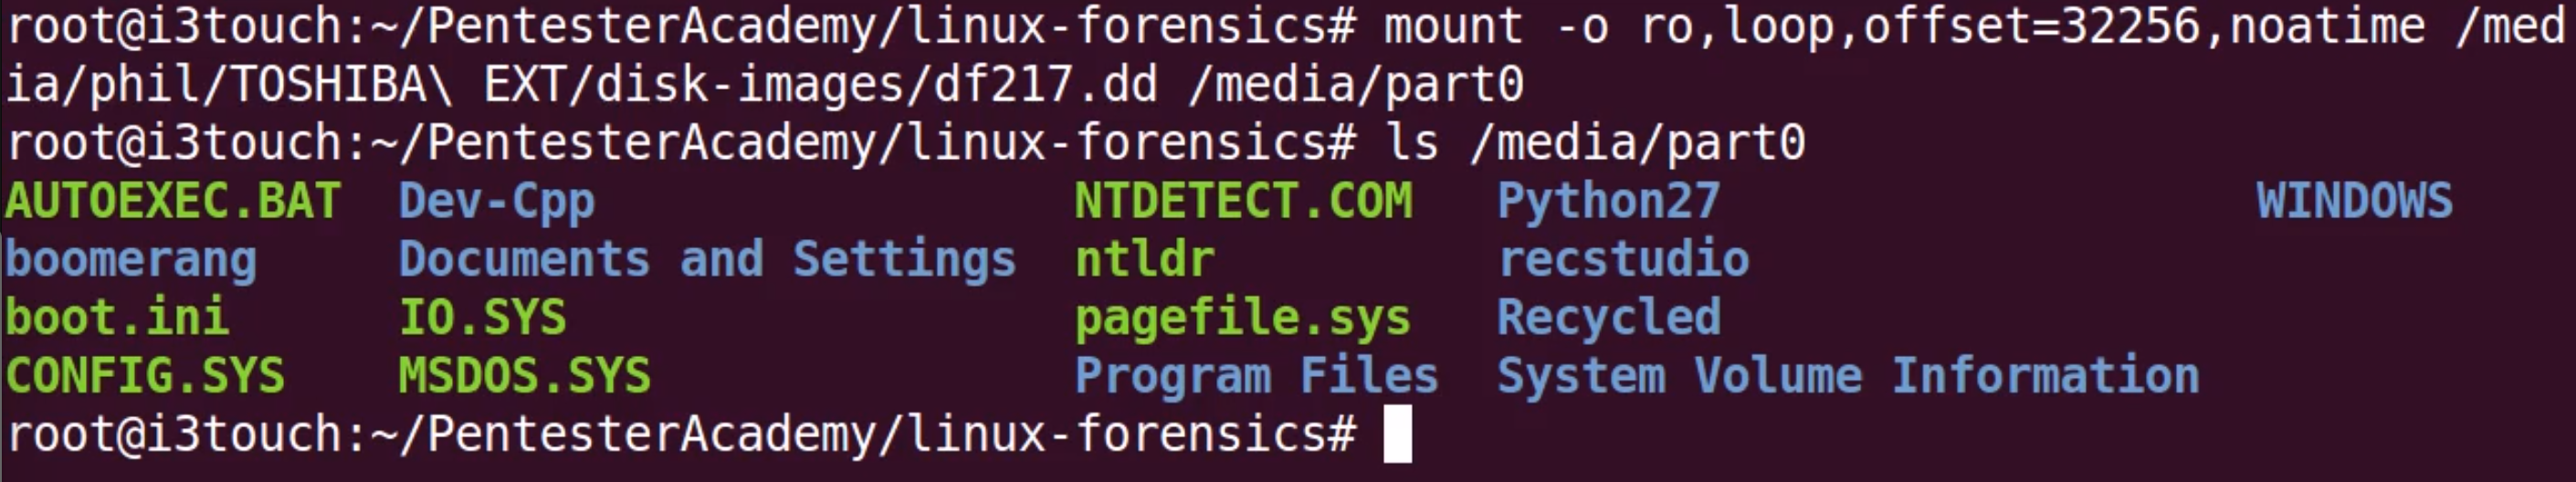 root@i3touch:~/PentesterAcademy/linux-forensics# mount -o ro,loop,offset=32256,noatime /med
ia/phil/TOSHIBA\ EXT/disk-images/df217.dd /media/part0
root@i3touch:~/PentesterAcademy/linux-forensics# ls /media/part0
AUTOEXEC.BAT  Dev-Cpp                 NTDETECT.COM   Python27                   WINDOWS
boomerang     Documents and Settings  ntldr          recstudio
boot.ini      IO.SYS                  pagefile.sys   Recycled
CONFIG.SYS    MSDOS.SYS               Program Files  System Volume Information
root@i3touch:~/PentesterAcademy/linux-forensics#